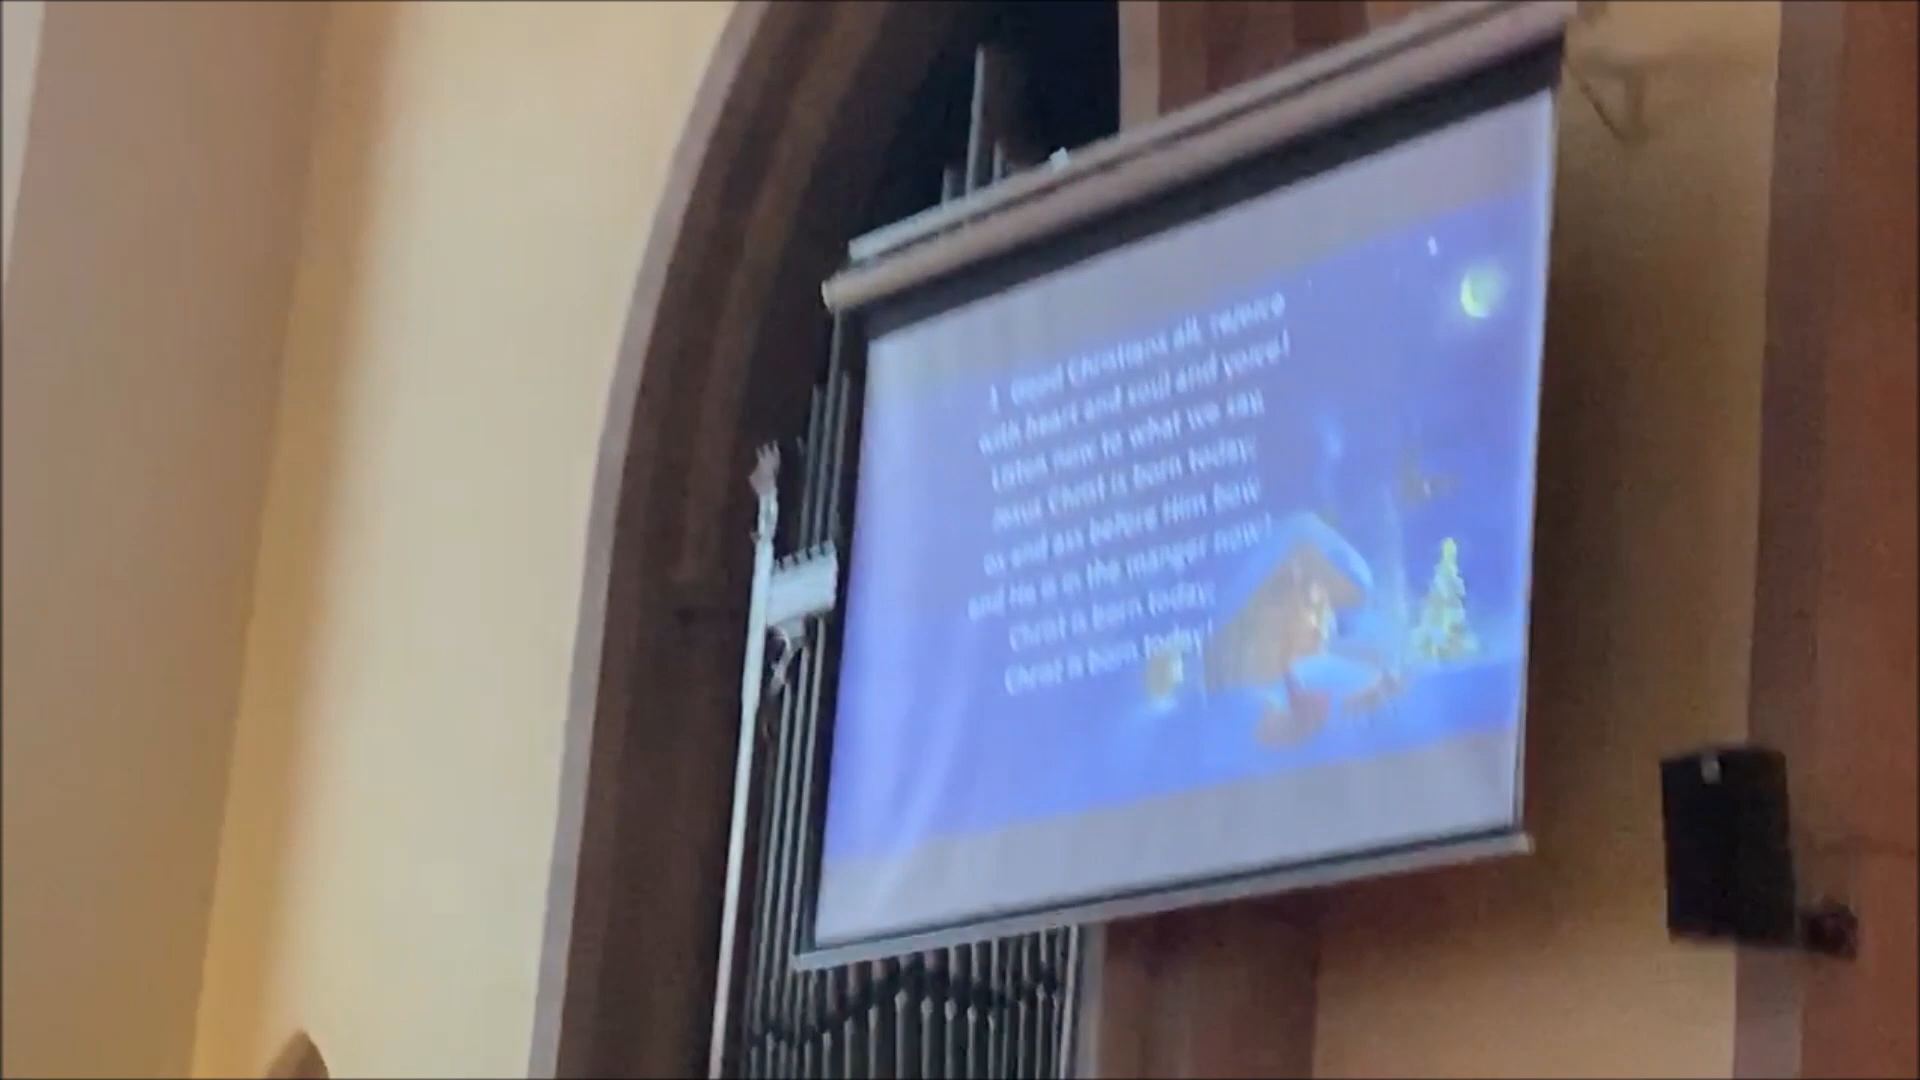 1. Good Christians all, rejoice
with heart and soul and voice!
Listen now to what we say,
Jesus Christ is born today;
ox and ass before Him bow
and He is in the manger now!
Christ is born today;
Christ is born today!